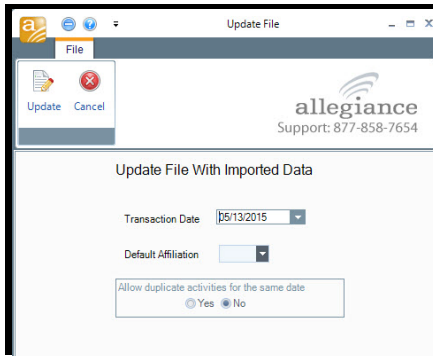 a
Update File
File
Update Cancel
allegiance
Support: 877-858-7654
Update File With Imported Data
Transaction Date 05/13/2015
Default Affiliation
Allow duplicate activities for the same date
Yes No